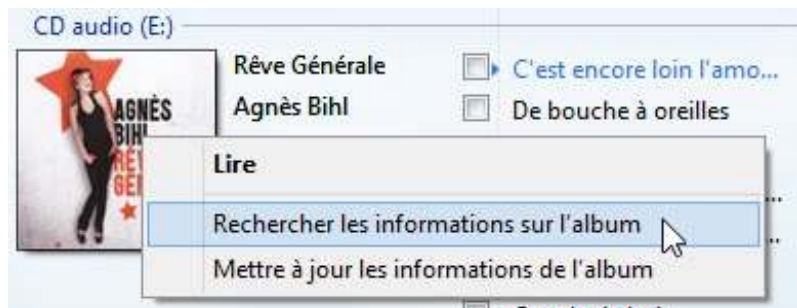 CD audio (E:)
Rêve Générale
C'est encore loin l'amo...
Agnès Bihl
De bouche à oreilles
AGNÈS
BIHL
Lire
Rechercher les informations sur l'album
Mettre à jour les informations de l'album